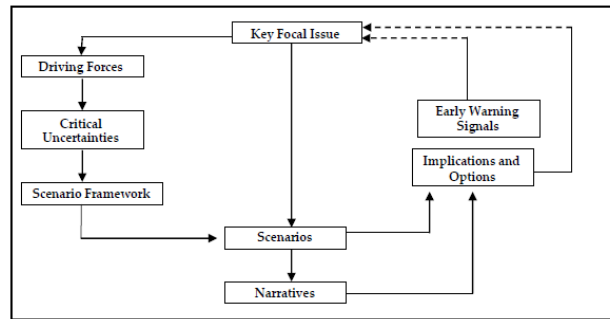 Key Focal Issue
Driving Forces
Critical
Uncertainties
Scenario Framework
Early Warning
Signals
Implications and
Options
Scenarios
Narratives